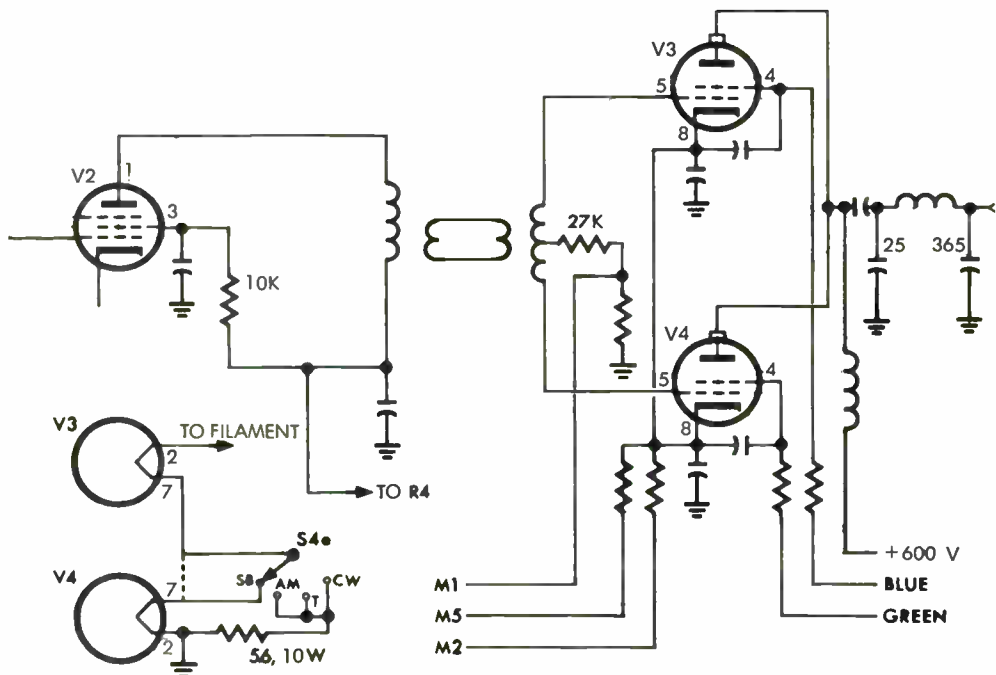 V3
4
5
8
V2
1
3
10K
27K
25
365
V4
4
5
8
V3
TO FILAMENT
2
7
TO R4
S4e
SB
AM
T
CW
V4
7
2
56, 10W
+600 V
M1
BLUE
M5
GREEN
M2